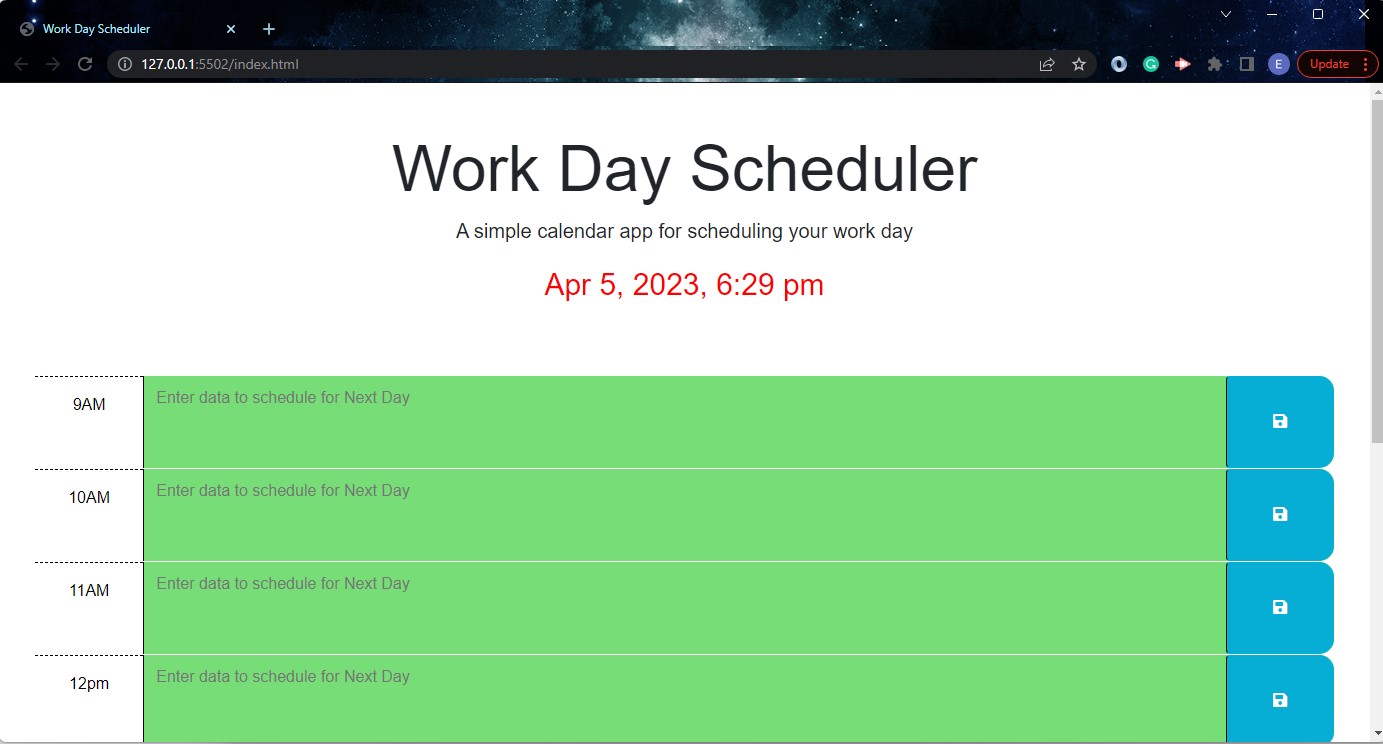 Work Day Scheduler
127.0.0.1:5502/index.html
E
Update
Work Day Scheduler
A simple calendar app for scheduling your work day
Apr 5, 2023, 6:29 pm
9AM
Enter data to schedule for Next Day
10AM
Enter data to schedule for Next Day
11AM
Enter data to schedule for Next Day
12pm
Enter data to schedule for Next Day